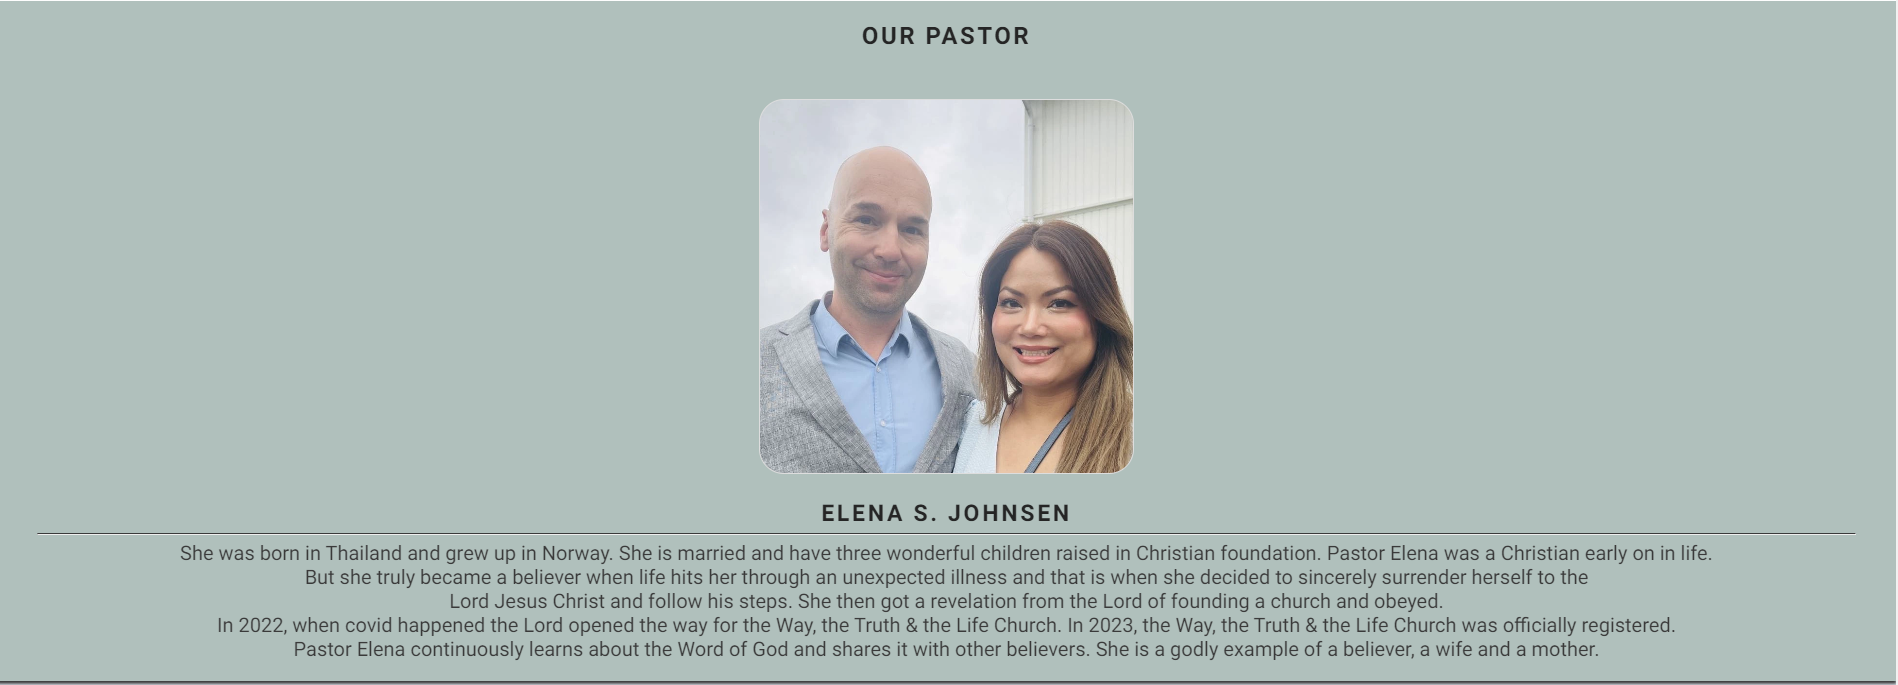 OUR PASTOR
ELENA S. JOHNSEN
She was born in Thailand and grew up in Norway. She is married and have three wonderful children raised in Christian foundation. Pastor Elena was a Christian early on in life.
But she truly became a believer when life hits her through an unexpected illness and that is when she decided to sincerely surrender herself to the
Lord Jesus Christ and follow his steps. She then got a revelation from the Lord of founding a church and obeyed.
In 2022, when covid happened the Lord opened the way for the Way, the Truth & the Life Church. In 2023, the Way, the Truth & the Life Church was officially registered.
Pastor Elena continuously learns about the Word of God and shares it with other believers. She is a godly example of a believer, a wife and a mother.